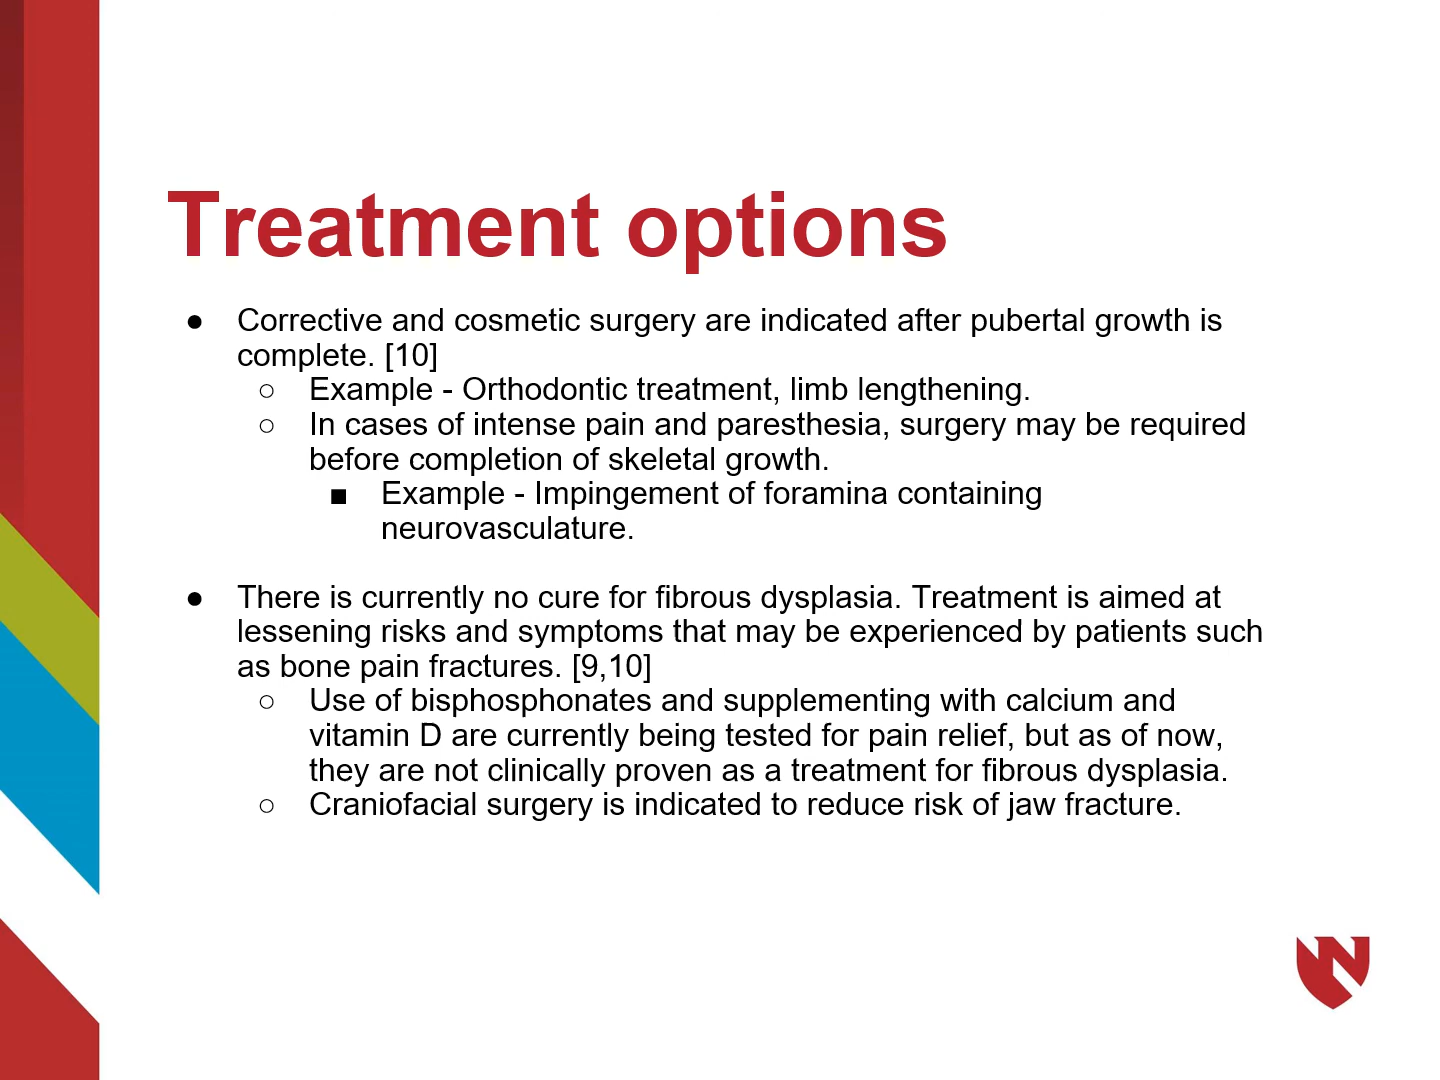 Treatment options
● Corrective and cosmetic surgery are indicated after pubertal growth is
complete. [10]
○ Example - Orthodontic treatment, limb lengthening.
○ In cases of intense pain and paresthesia, surgery may be required
before completion of skeletal growth.
■ Example - Impingement of foramina containing
neurovasculature.
● There is currently no cure for fibrous dysplasia. Treatment is aimed at
lessening risks and symptoms that may be experienced by patients such
as bone pain fractures. [9,10]
○ Use of bisphosphonates and supplementing with calcium and
vitamin D are currently being tested for pain relief, but as of now,
they are not clinically proven as a treatment for fibrous dysplasia.
○ Craniofacial surgery is indicated to reduce risk of jaw fracture.
N